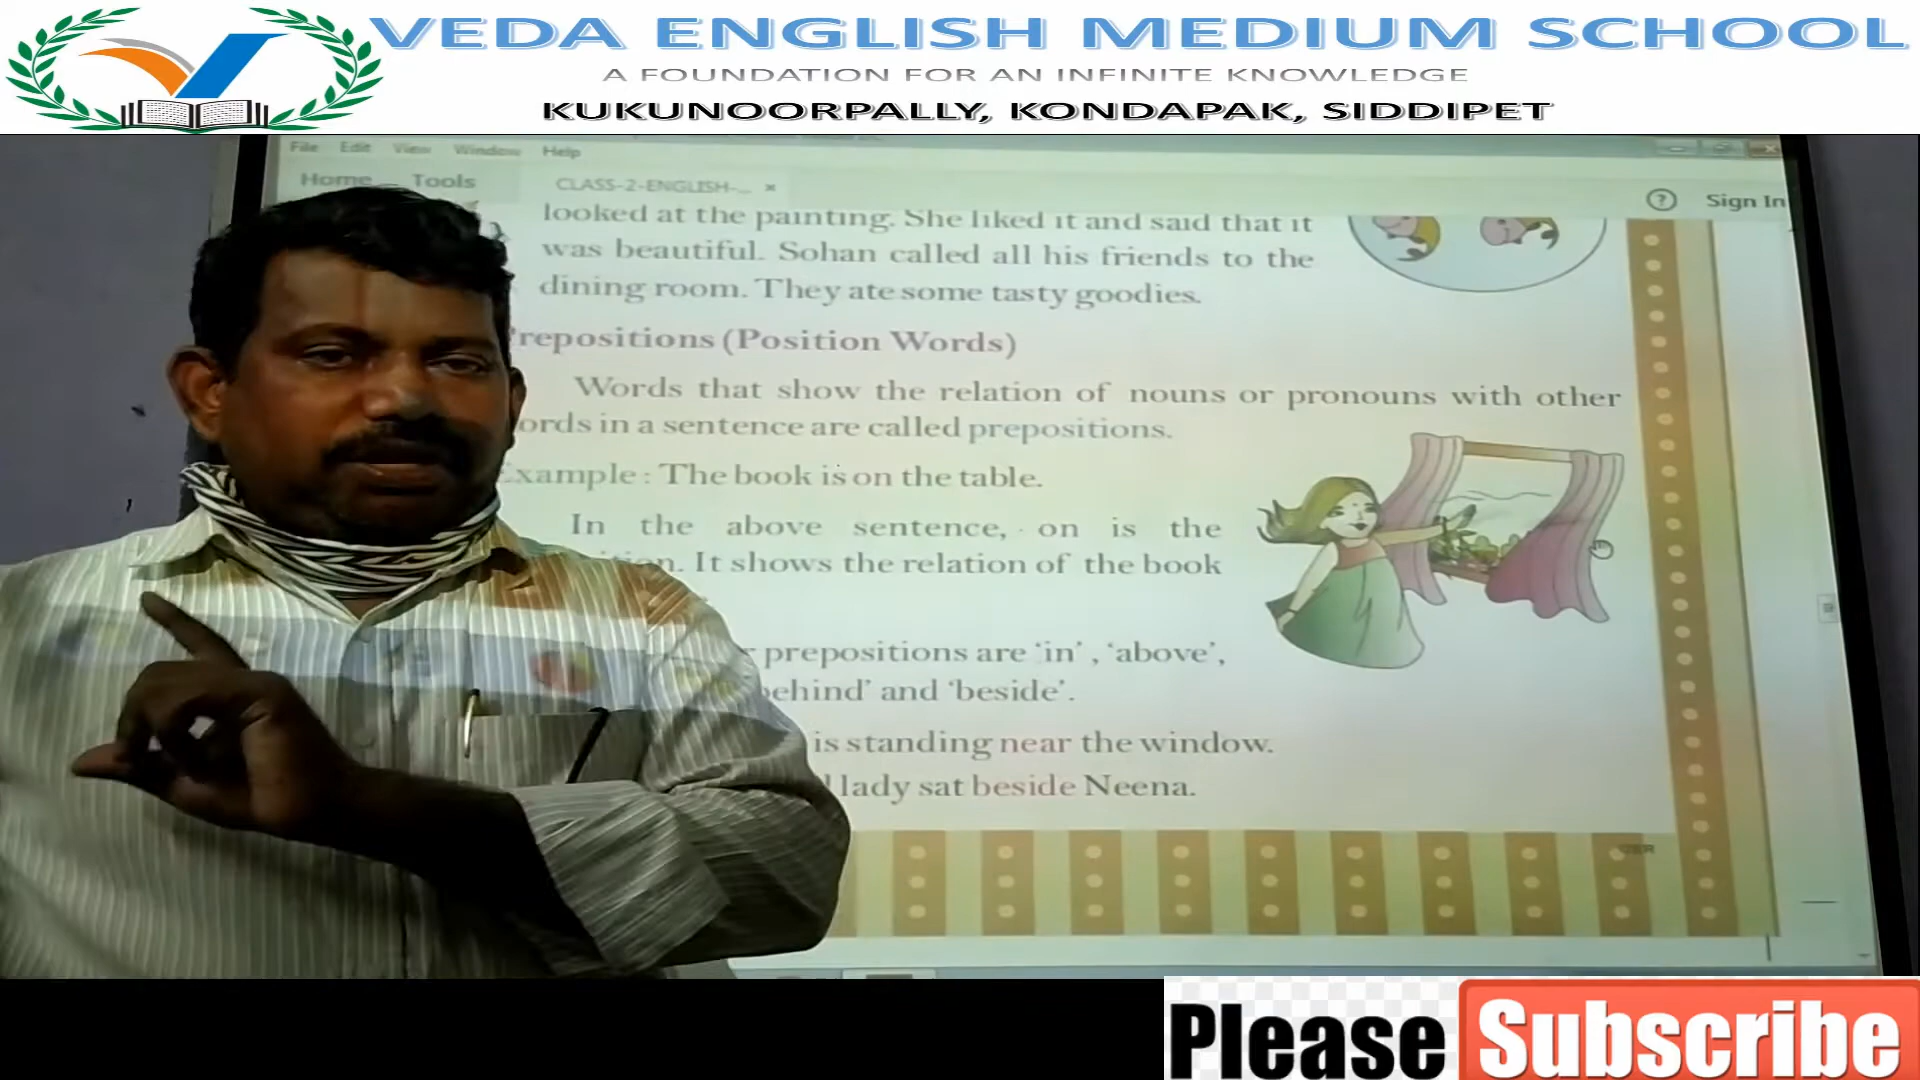 VEDA ENGLISH MEDIUM SCHOOL
A FOUNDATION FOR AN INFINITE KNOWLEDGE
KUKUNOORPALLY, KONDAPAK, SIDDIPET
File Edit View Window Help
Home Tools CLASS-2-ENGLISH-... × ? Sign In
looked at the painting. She liked it and said that it
was beautiful. Sohan called all his friends to the
dining room. They ate some tasty goodies.
repositions (Position Words)
Words that show the relation of nouns or pronouns with other
ords in a sentence are called prepositions.
xample : The book is on the table.
In the above sentence, on is the
ition. It shows the relation of the book
prepositions are 'in' , 'above',
ehind' and 'beside'.
is standing near the window.
lady sat beside Neena.
Please Subscribe